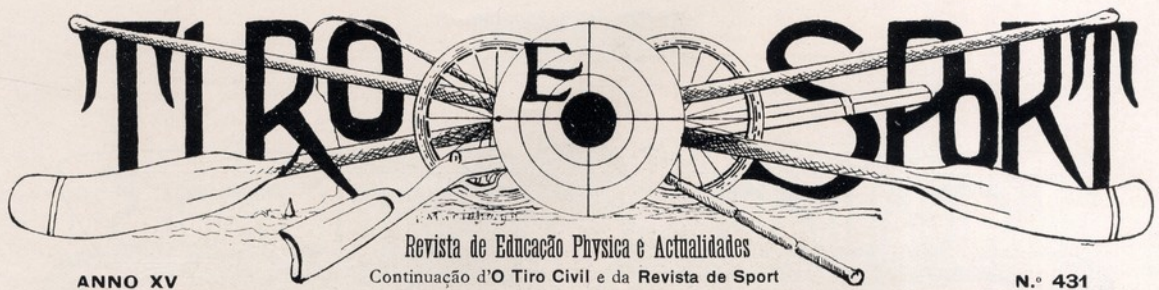 TIRO E SPORT
Revista de Educação Physica e Actualidades
Continuação d'O Tiro Civil e da Revista de Sport
ANNO XV
N.º 431